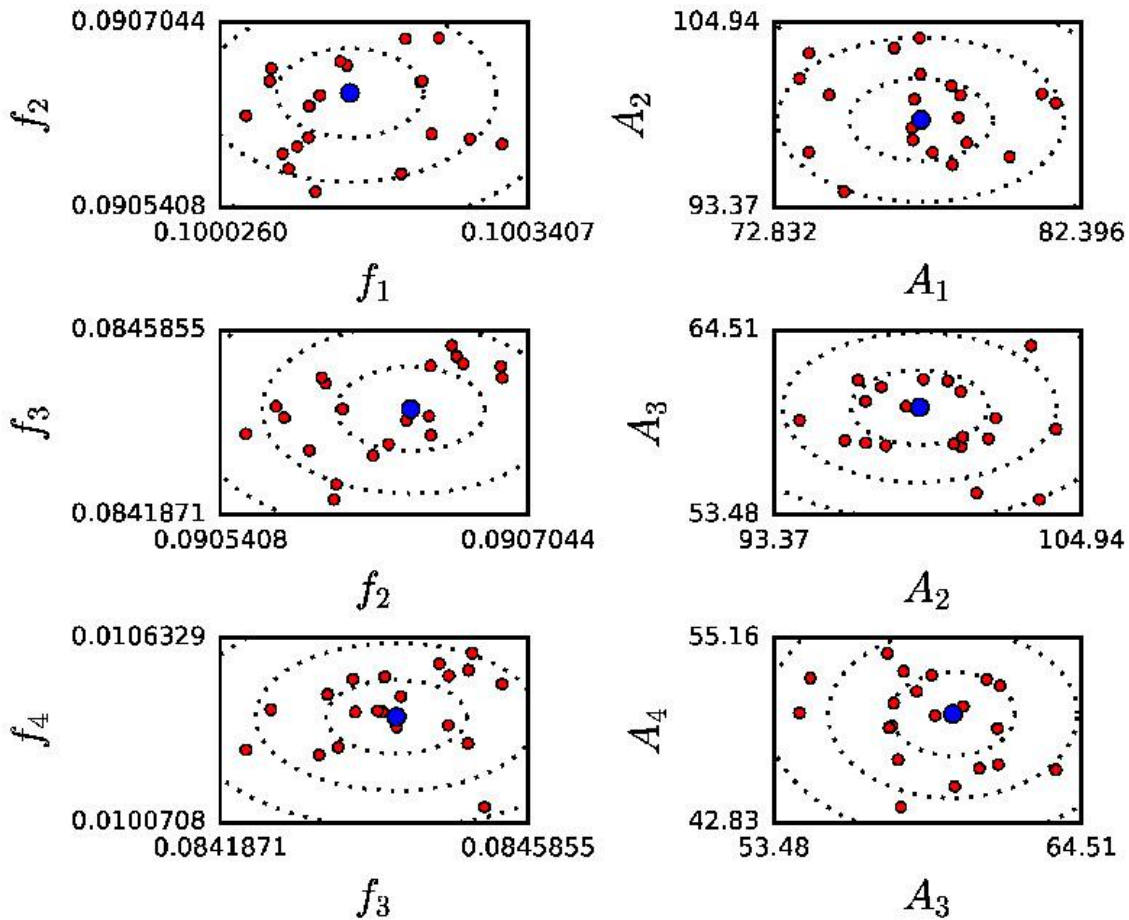 0.0907044
f₂
0.0905408
0.1000260 0.1003407
f₁
104.94
A₂
93.37
72.832 82.396
A₁
0.0845855
f₃
0.0841871
0.0905408 0.0907044
f₂
64.51
A₃
53.48
93.37 104.94
A₂
0.0106329
f₄
0.0100708
0.0841871 0.0845855
f₃
55.16
A₄
42.83
53.48 64.51
A₃